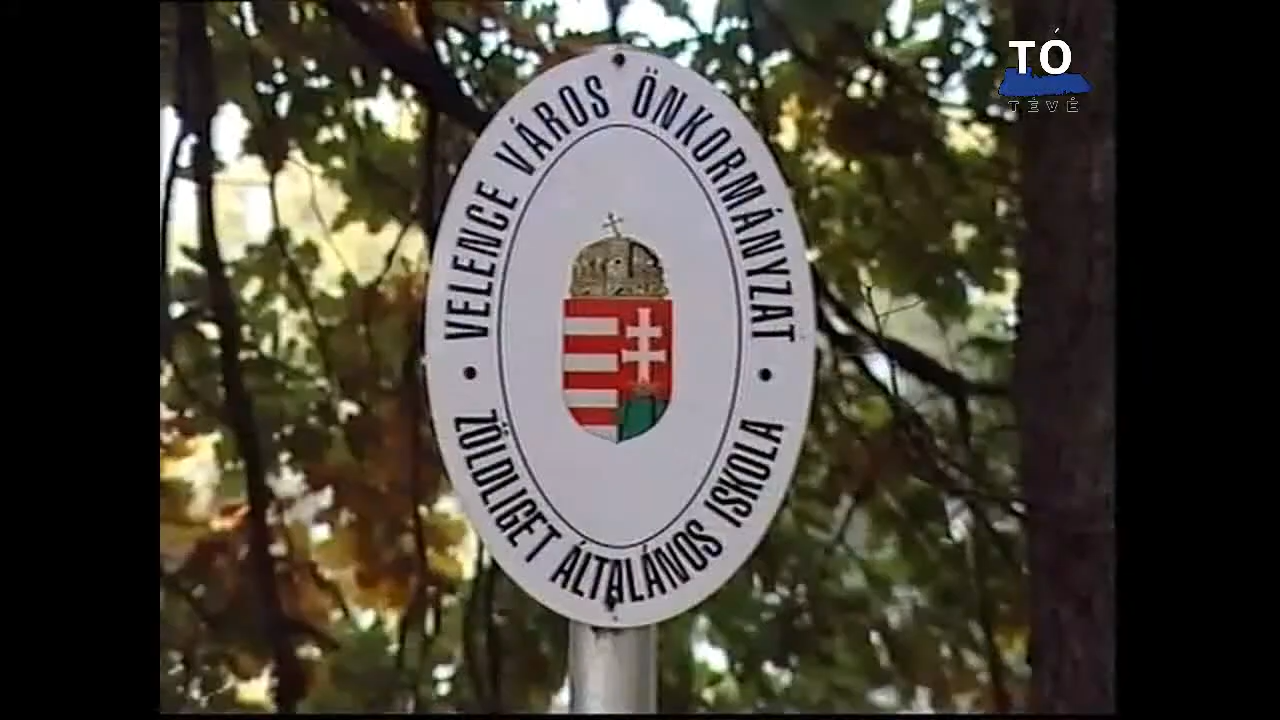 TÓ
TÉVÉ
VELENCE VÁROS ÖNKORMÁNYZAT
ZÖLDLIGET ÁLTALÁNOS ISKOLA